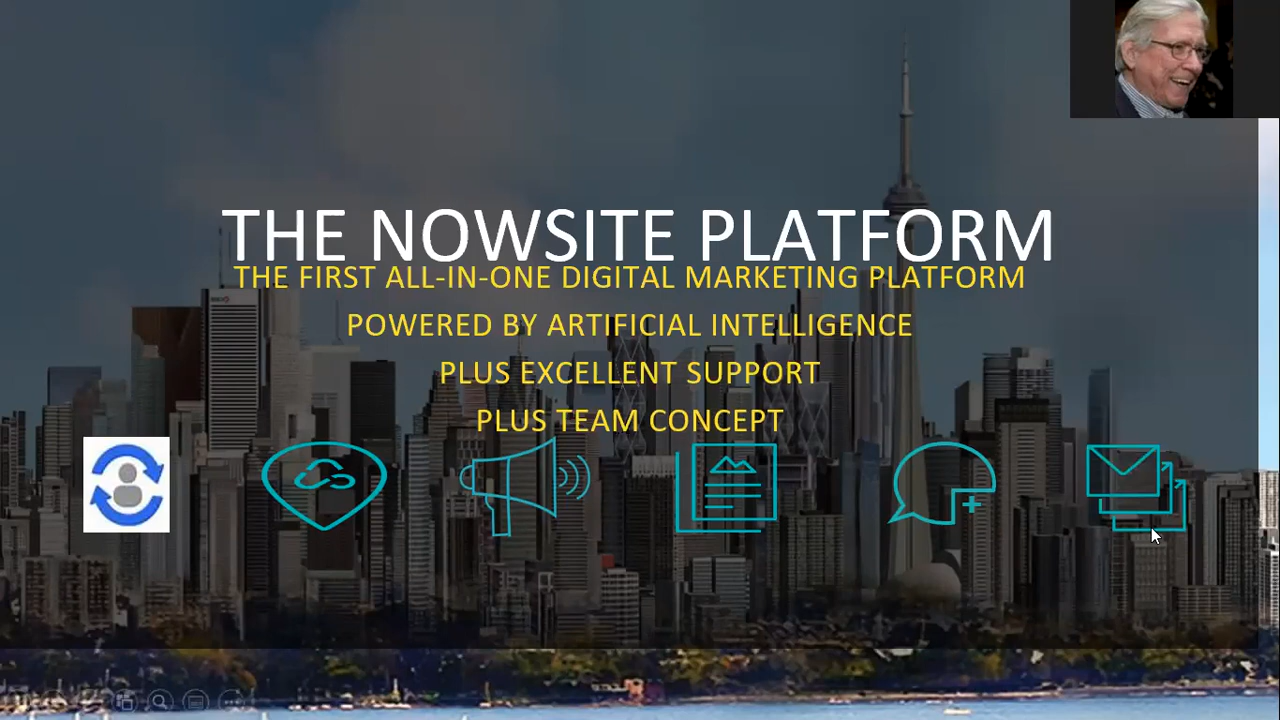 THE NOWSITE PLATFORM
THE FIRST ALL-IN-ONE DIGITAL MARKETING PLATFORM
POWERED BY ARTIFICIAL INTELLIGENCE
PLUS EXCELLENT SUPPORT
PLUS TEAM CONCEPT